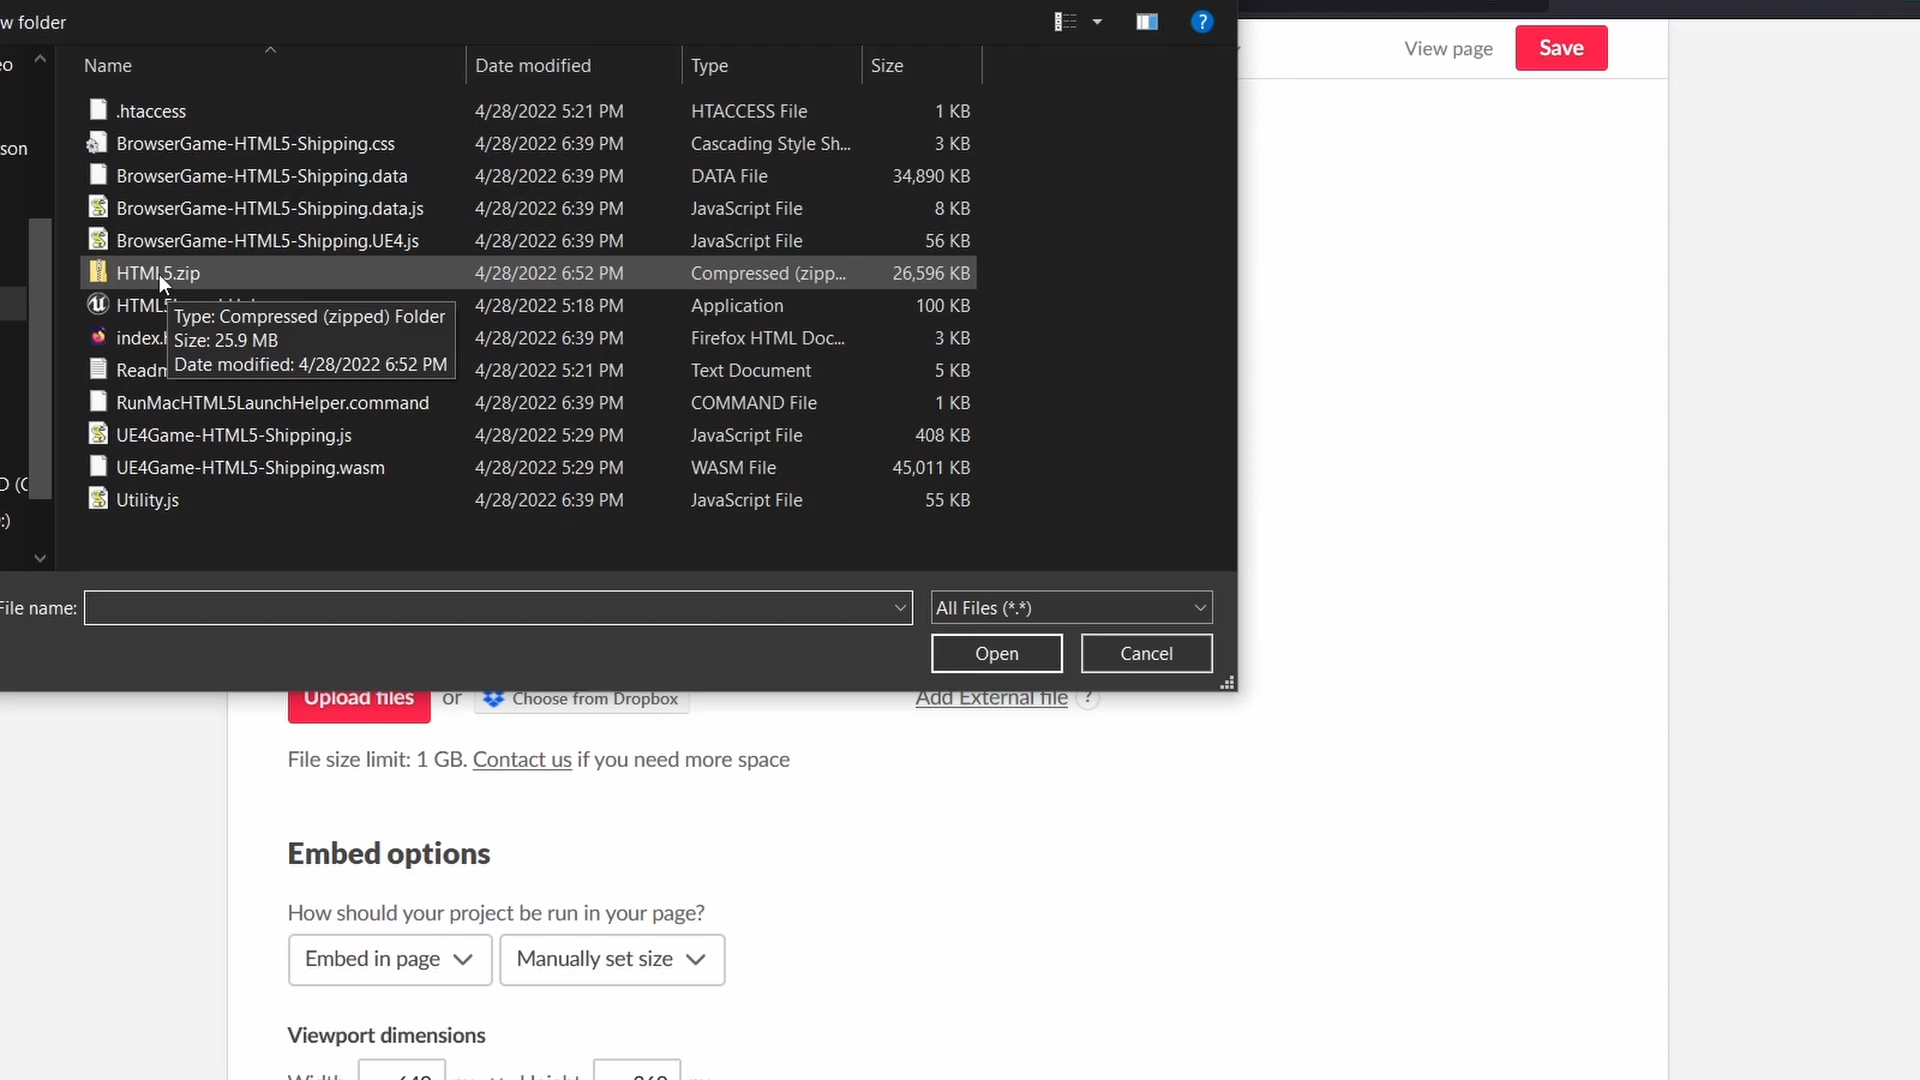 w folder
View page Save
eo
Name Date modified Type Size
.htaccess 4/28/2022 5:21 PM HTACCESS File 1 KB
son BrowserGame-HTML5-Shipping.css 4/28/2022 6:39 PM Cascading Style Sh... 3 KB
BrowserGame-HTML5-Shipping.data 4/28/2022 6:39 PM DATA File 34,890 KB
BrowserGame-HTML5-Shipping.data.js 4/28/2022 6:39 PM JavaScript File 8 KB
BrowserGame-HTML5-Shipping.UE4.js 4/28/2022 6:39 PM JavaScript File 56 KB
HTML5.zip 4/28/2022 6:52 PM Compressed (zipp... 26,596 KB
HTML5 4/28/2022 5:18 PM Application 100 KB
Type: Compressed (zipped) Folder
index.h 4/28/2022 6:39 PM Firefox HTML Doc... 3 KB
Size: 25.9 MB
Date modified: 4/28/2022 6:52 PM
Readm 4/28/2022 5:21 PM Text Document 5 KB
RunMacHTML5LaunchHelper.command 4/28/2022 6:39 PM COMMAND File 1 KB
UE4Game-HTML5-Shipping.js 4/28/2022 5:29 PM JavaScript File 408 KB
UE4Game-HTML5-Shipping.wasm 4/28/2022 5:29 PM WASM File 45,011 KB
D (C
Utility.js 4/28/2022 6:39 PM JavaScript File 55 KB
:)
File name: All Files (*.*)
Open Cancel
Upload files or Choose from Dropbox Add External file ?
File size limit: 1 GB. Contact us if you need more space
Embed options
How should your project be run in your page?
Embed in page Manually set size
Viewport dimensions
Width 640 px × Height 360 px